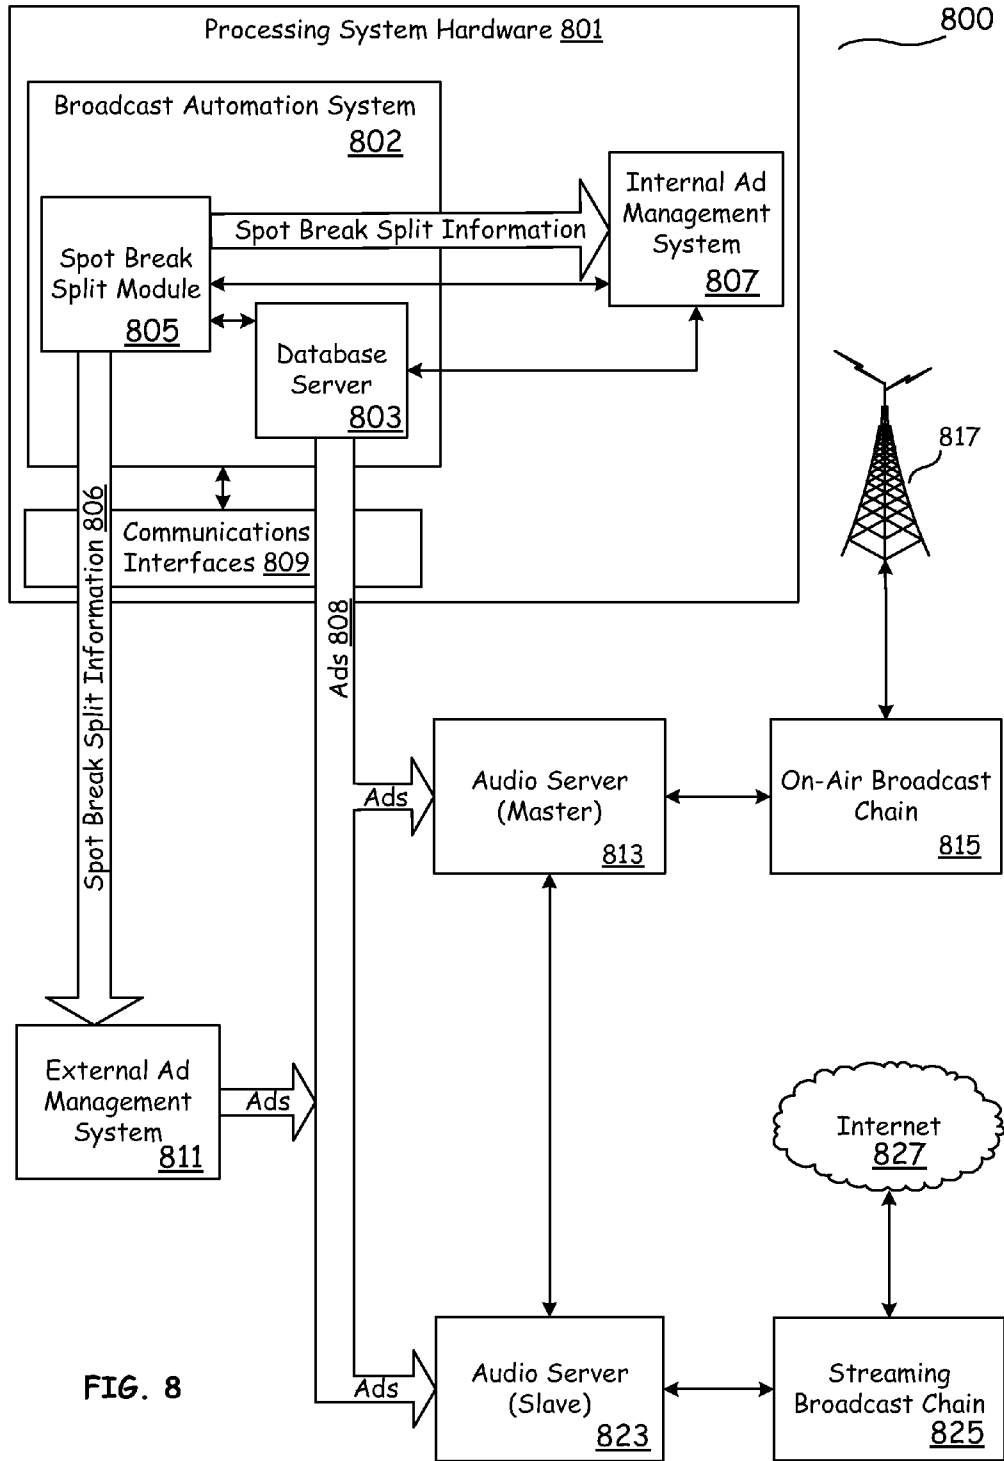 Processing System Hardware 801
800
Broadcast Automation System
802
Internal Ad
Management
System
807
Spot Break Split Information
Spot Break
Split Module
805
Database
Server
803
817
Communications
Interfaces 809
Spot Break Split Information 806
Ads 808
Ads
Audio Server
(Master)
813
On-Air Broadcast
Chain
815
External Ad
Management
System
811
Ads
Internet
827
FIG. 8
Ads
Audio Server
(Slave)
823
Streaming
Broadcast Chain
825